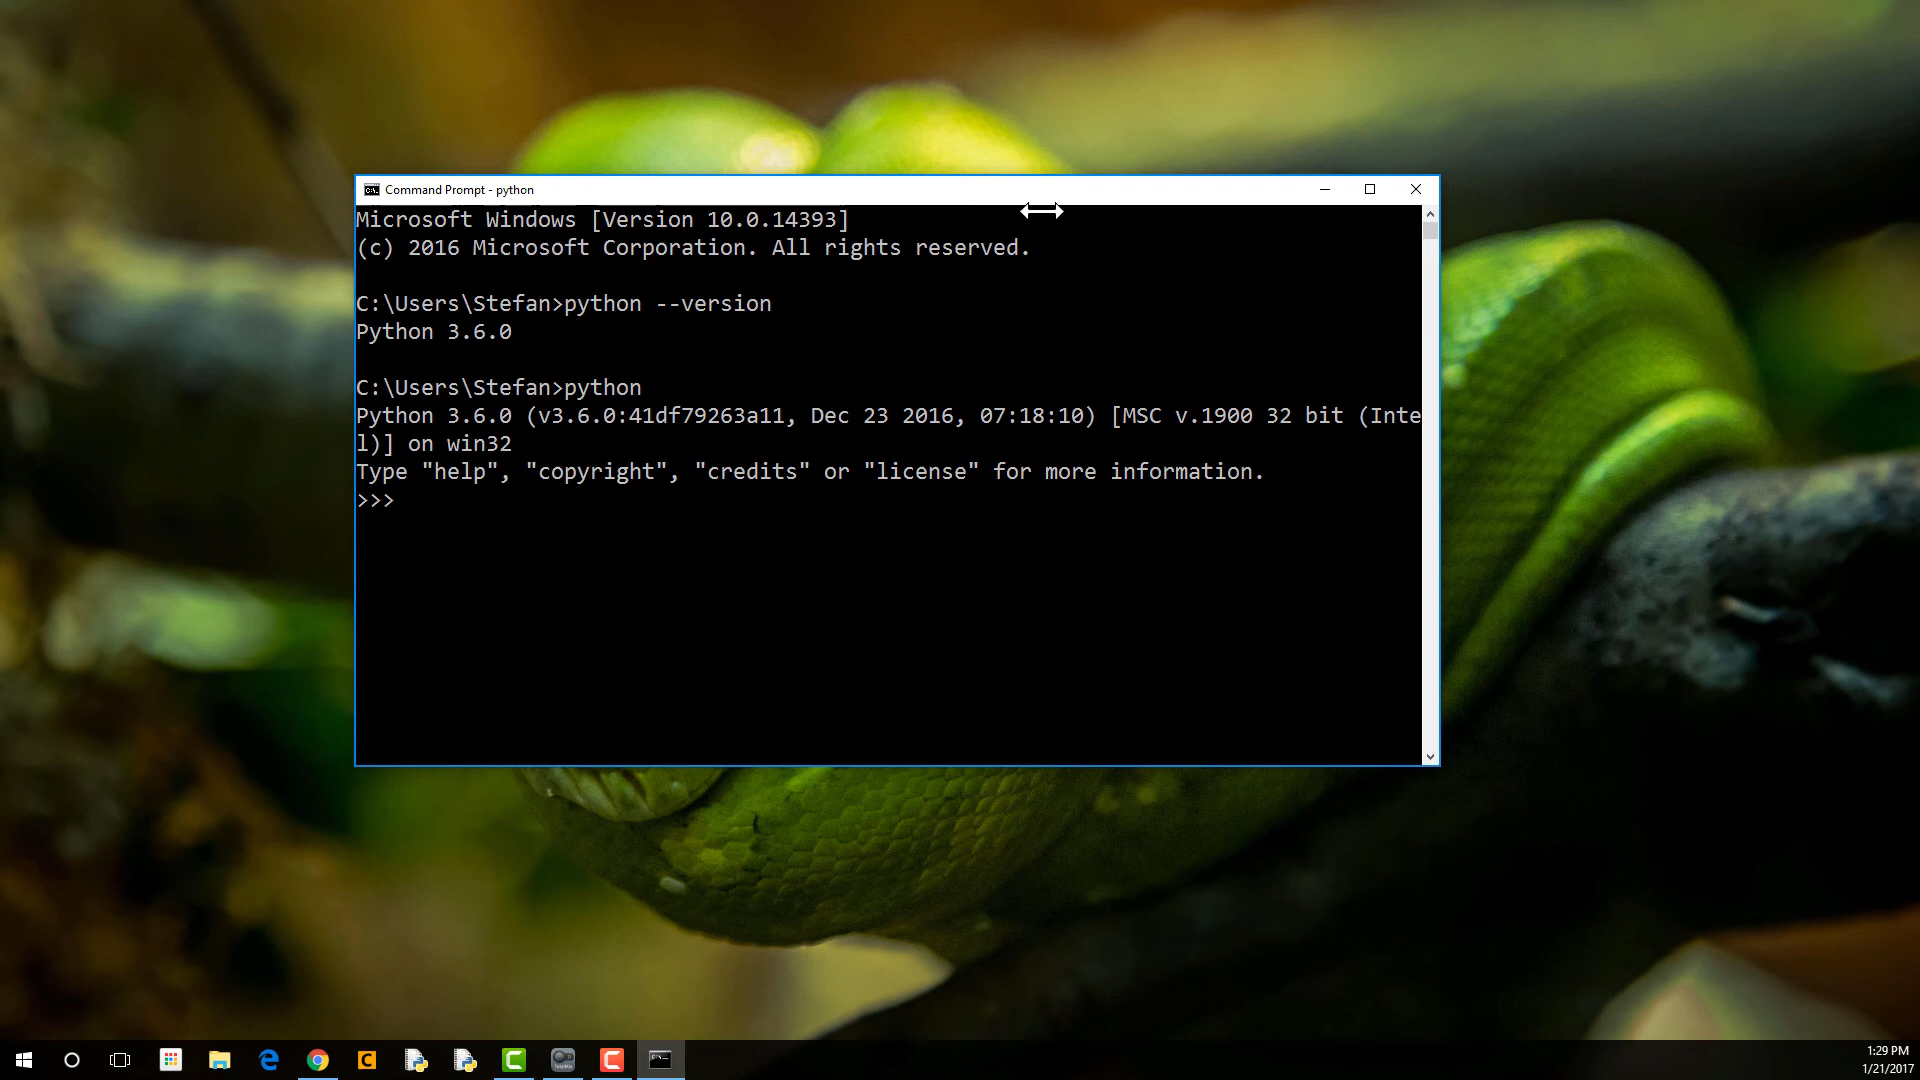 Command Prompt - python
Microsoft Windows [Version 10.0.14393]
(c) 2016 Microsoft Corporation. All rights reserved.
C:\Users\Stefan>python --version
Python 3.6.0
C:\Users\Stefan>python
Python 3.6.0 (v3.6.0:41df79263a11, Dec 23 2016, 07:18:10) [MSC v.1900 32 bit (Inte
l)] on win32
Type "help", "copyright", "credits" or "license" for more information.
>>>
1:29 PM
1/21/2017